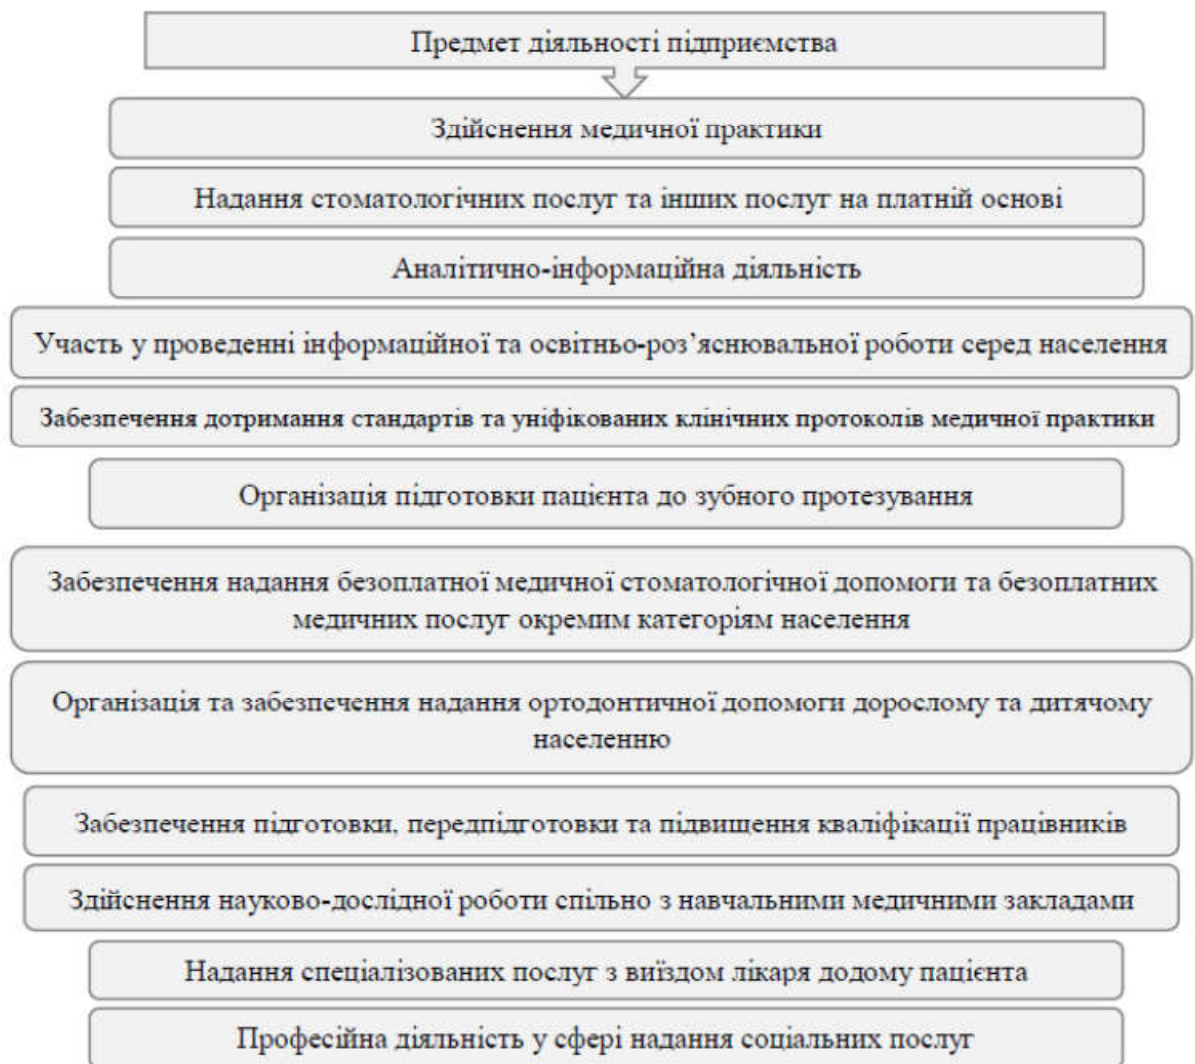 Предмет діяльності підприємства
Здійснення медичної практики
Надання стоматологічних послуг та інших послуг на платній основі
Аналітично-інформаційна діяльність
Участь у проведенні інформаційної та освітньо-роз’яснювальної роботи серед населення
Забезпечення дотримання стандартів та уніфікованих клінічних протоколів медичної практики
Організація підготовки пацієнта до зубного протезування
Забезпечення надання безоплатної медичної стоматологічної допомоги та безоплатних
медичних послуг окремим категоріям населення
Організація та забезпечення надання ортодонтичної допомоги дорослому та дитячому
населенню
Забезпечення підготовки, передпідготовки та підвищення кваліфікації працівників
Здійснення науково-дослідної роботи спільно з навчальними медичними закладами
Надання спеціалізованих послуг з виїздом лікаря додому пацієнта
Професійна діяльність у сфері надання соціальних послуг